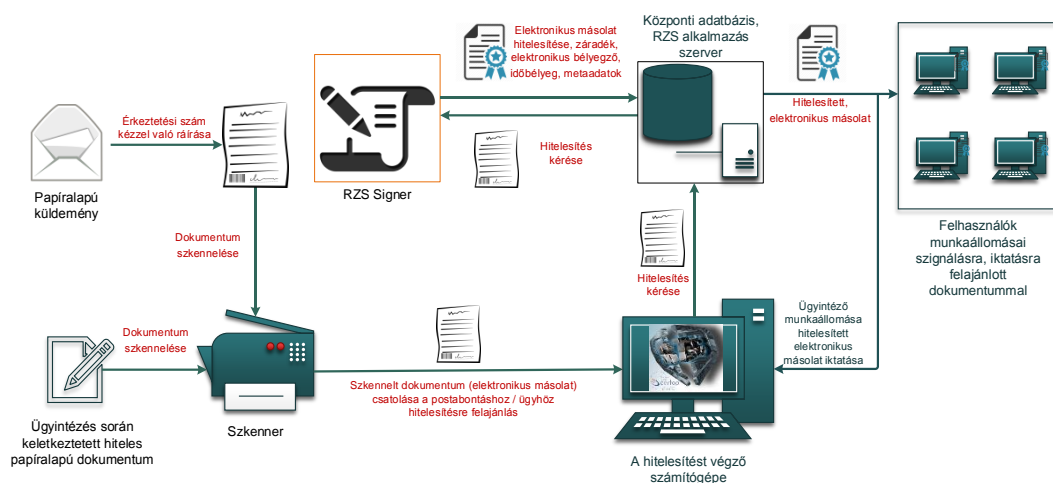 Elektronikus másolat
hitelesítése, záradék,
elektronikus bélyegző,
időbélyeg, metaadatok
Központi adatbázis,
RZS alkalmazás
szerver
Hitelesített,
elektronikus másolat
Érkeztetési szám
kézzel való ráírása
Hitelesítés
kérése
Papíralapú
küldemény
RZS Signer
Felhasználók
munkaállomásai
szignálásra, iktatásra
felajánlott
dokumentummal
Dokumentum
szkennelése
Hitelesítés
kérése
Ügyintéző
munkaállomása
hitelesített
elektronikus
másolat iktatása
Dokumentum
szkennelése
Szkennelt dokumentum (elektronikus másolat)
csatolása a postabontáshoz / ügyhöz
hitelesítésre felajánlás
Ügyintézés során
keletkeztetett hiteles
papíralapú dokumentum
Szkenner
A hitelesítést végző
számítógépe